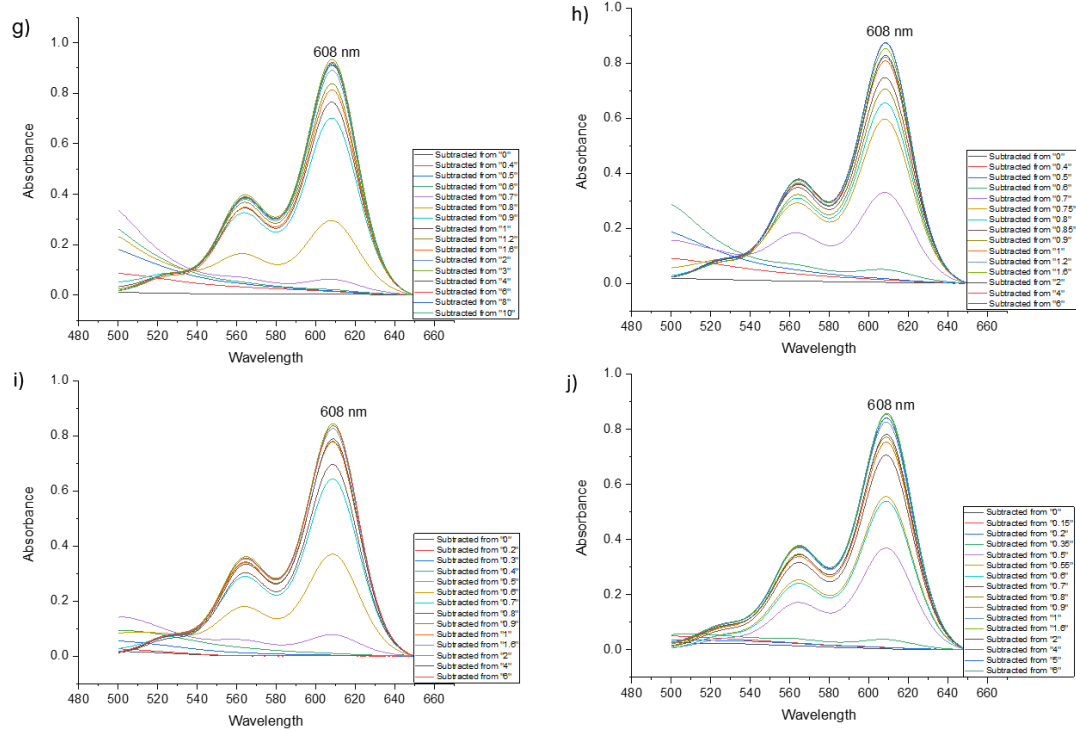 g)
608 nm
Absorbance
1.0
0.8
0.6
0.4
0.2
0.0
480 500 520 540 560 580 600 620 640 660
Wavelength
Subtracted from "0"
Subtracted from "0.4"
Subtracted from "0.5"
Subtracted from "0.6"
Subtracted from "0.7"
Subtracted from "0.8"
Subtracted from "0.9"
Subtracted from "1"
Subtracted from "1.2"
Subtracted from "1.6"
Subtracted from "2"
Subtracted from "3"
Subtracted from "4"
Subtracted from "6"
Subtracted from "8"
Subtracted from "10"
h)
608 nm
Absorbance
1.0
0.8
0.6
0.4
0.2
0.0
480 500 520 540 560 580 600 620 640 660
Wavelength
Subtracted from "0"
Subtracted from "0.4"
Subtracted from "0.5"
Subtracted from "0.6"
Subtracted from "0.7"
Subtracted from "0.75"
Subtracted from "0.8"
Subtracted from "0.85"
Subtracted from "0.9"
Subtracted from "1"
Subtracted from "1.2"
Subtracted from "1.6"
Subtracted from "2"
Subtracted from "4"
Subtracted from "6"
i)
608 nm
Absorbance
1.0
0.8
0.6
0.4
0.2
0.0
480 500 520 540 560 580 600 620 640 660
Wavelength
Subtracted from "0"
Subtracted from "0.2"
Subtracted from "0.3"
Subtracted from "0.4"
Subtracted from "0.5"
Subtracted from "0.6"
Subtracted from "0.7"
Subtracted from "0.8"
Subtracted from "0.9"
Subtracted from "1"
Subtracted from "1.6"
Subtracted from "2"
Subtracted from "4"
Subtracted from "6"
j)
608 nm
Absorbance
1.0
0.8
0.6
0.4
0.2
0.0
480 500 520 540 560 580 600 620 640 660
Wavelength
Subtracted from "0"
Subtracted from "0.15"
Subtracted from "0.2"
Subtracted from "0.35"
Subtracted from "0.5"
Subtracted from "0.55"
Subtracted from "0.6"
Subtracted from "0.7"
Subtracted from "0.8"
Subtracted from "0.9"
Subtracted from "1"
Subtracted from "1.6"
Subtracted from "2"
Subtracted from "4"
Subtracted from "5"
Subtracted from "6"